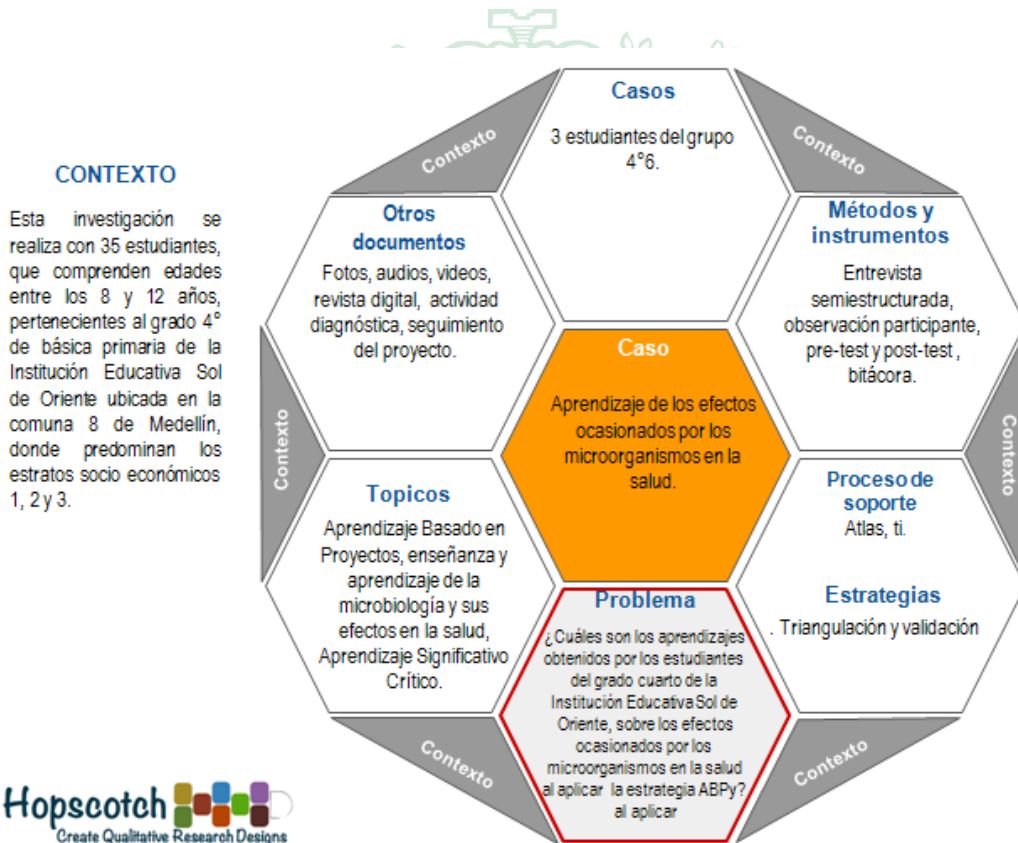 CONTEXTO
Esta investigación se
realiza con 35 estudiantes,
que comprenden edades
entre los 8 y 12 años,
pertenecientes al grado 4°
de básica primaria de la
Institución Educativa Sol
de Oriente ubicada en la
comuna 8 de Medellín,
donde predominan los
estratos socio económicos
1, 2 y 3.
Casos
3 estudiantes del grupo
4°6.
Contexto
Contexto
Otros
documentos
Fotos, audios, videos,
revista digital, actividad
diagnóstica, seguimiento
del proyecto.
Métodos y
instrumentos
Entrevista
semiestructurada,
observación participante,
pre-test y post-test ,
bitácora.
Caso
Aprendizaje de los efectos
ocasionados por los
microorganismos en la
salud.
Contexto
Contexto
Topicos
Aprendizaje Basado en
Proyectos, enseñanza y
aprendizaje de la
microbiología y sus
efectos en la salud,
Aprendizaje Significativo
Crítico.
Proceso de
soporte
Atlas, ti.
Estrategias
. Triangulación y validación
Problema
¿Cuáles son los aprendizajes
obtenidos por los estudiantes
del grado cuarto de la
Institución Educativa Sol de
Oriente, sobre los efectos
ocasionados por los
microorganismos en la salud
al aplicar la estrategia ABPy?
al aplicar
Contexto
Contexto
Hopscotch
Create Qualitative Research Designs